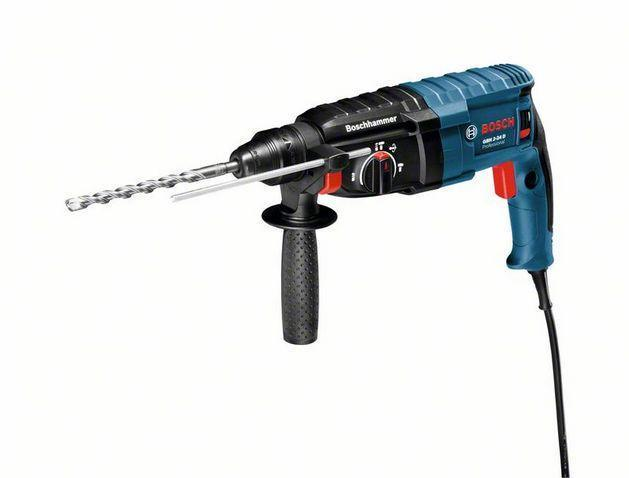 Boschhammer
BOSCH
GBH 2-24 D
Professional